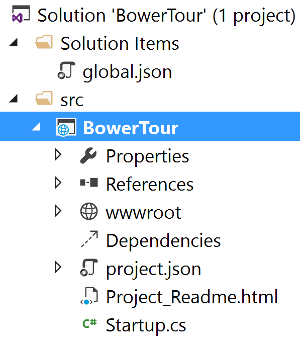 Solution 'BowerTour' (1 project)
Solution Items
global.json
src
BowerTour
Properties
References
wwwroot
Dependencies
project.json
Project_Readme.html
C# Startup.cs